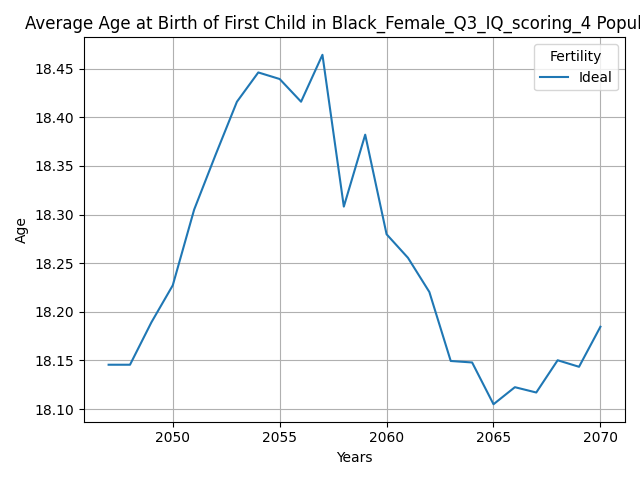 Average Age at Birth of First Child in Black_Female_Q3_IQ_scoring_4 Popul
Fertility
Ideal
18.45
18.40
18.35
18.30
18.25
18.20
18.15
18.10
Age
2050 2055 2060 2065 2070
Years